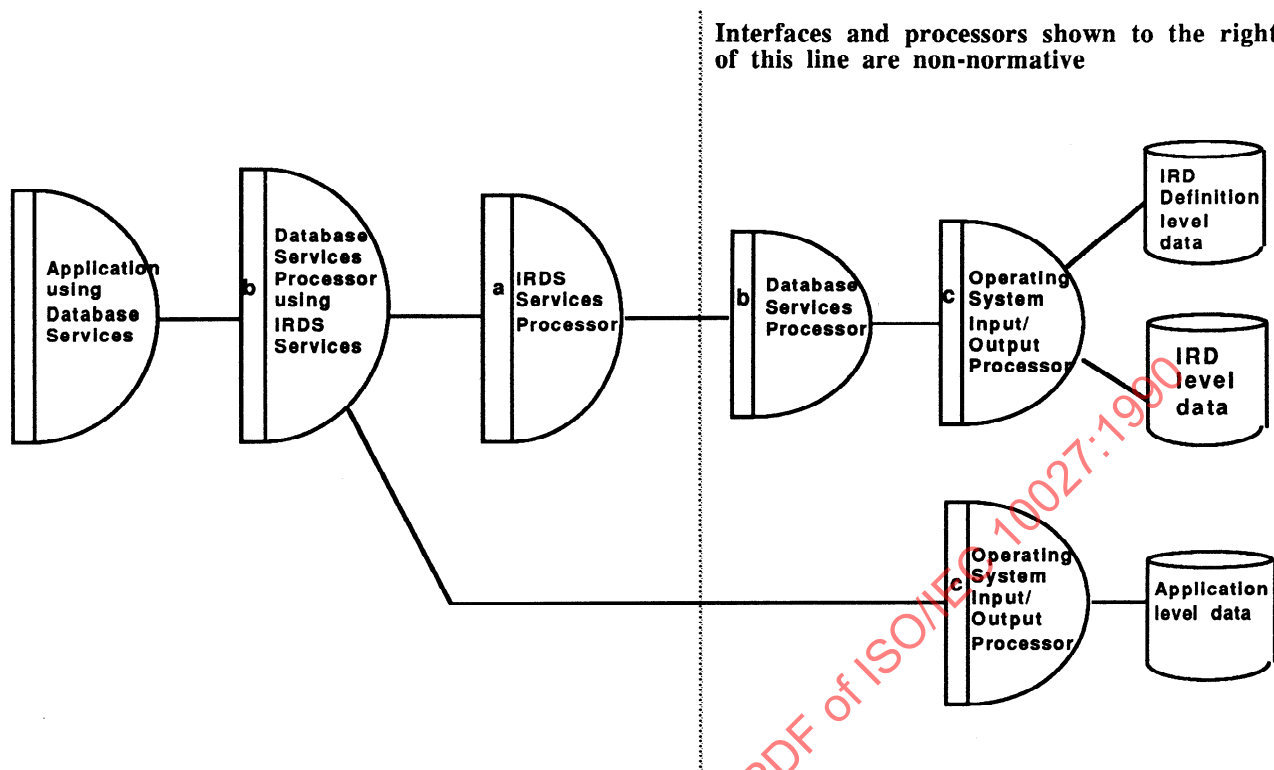 Interfaces and processors shown to the right
of this line are non-normative
Application
using
Database
Services
b
Database
Services
Processor
using
IRDS
Services
a
IRDS
Services
Processor
b
Database
Services
Processor
c
Operating
System
Input/
Output
Processor
IRD
Definition
level
data
IRD
level
data
c
Operating
System
Input/
Output
Processor
Application
level data
PDF of ISO/IEC 10027:1990